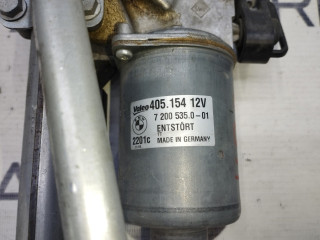 Valeo 405.154 12V
7 200 535.0-01
ENTSTÖRT
2201c
MADE IN GERMANY